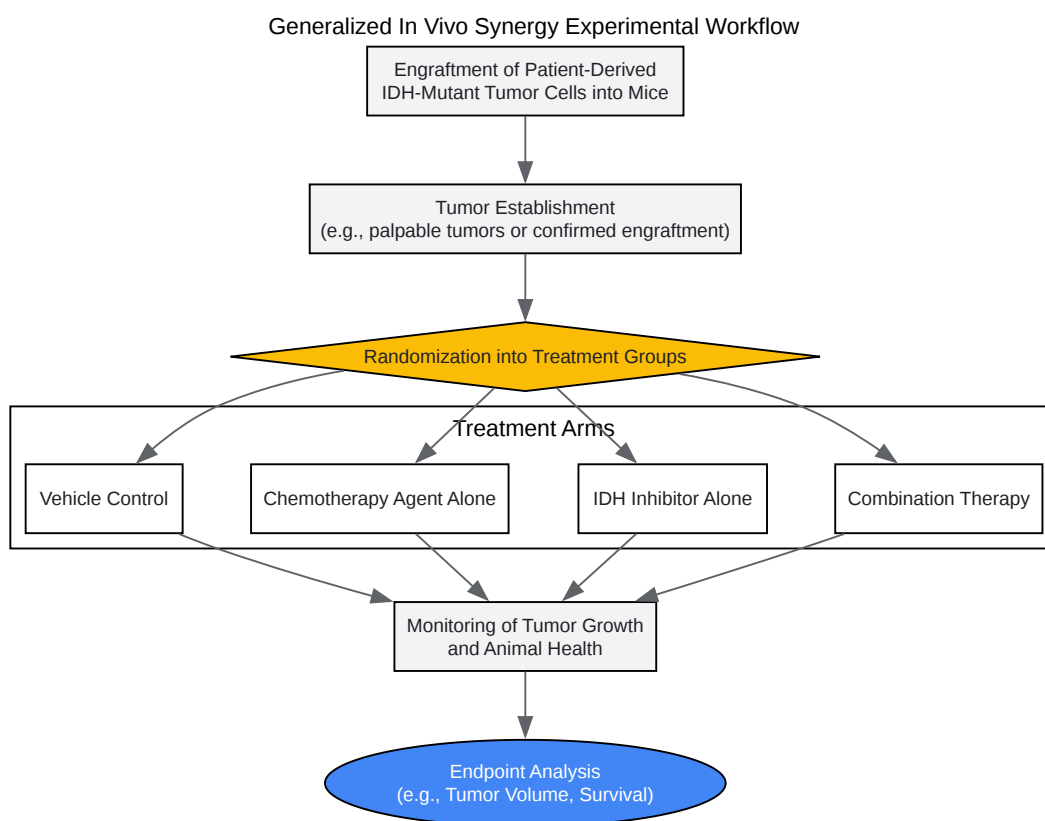 Generalized In Vivo Synergy Experimental Workflow
Engraftment of Patient-Derived
IDH-Mutant Tumor Cells into Mice
Tumor Establishment
(e.g., palpable tumors or confirmed engraftment)
Randomization into Treatment Groups
Treatment Arms
Vehicle Control
Chemotherapy Agent Alone
IDH Inhibitor Alone
Combination Therapy
Monitoring of Tumor Growth
and Animal Health
Endpoint Analysis
(e.g., Tumor Volume, Survival)